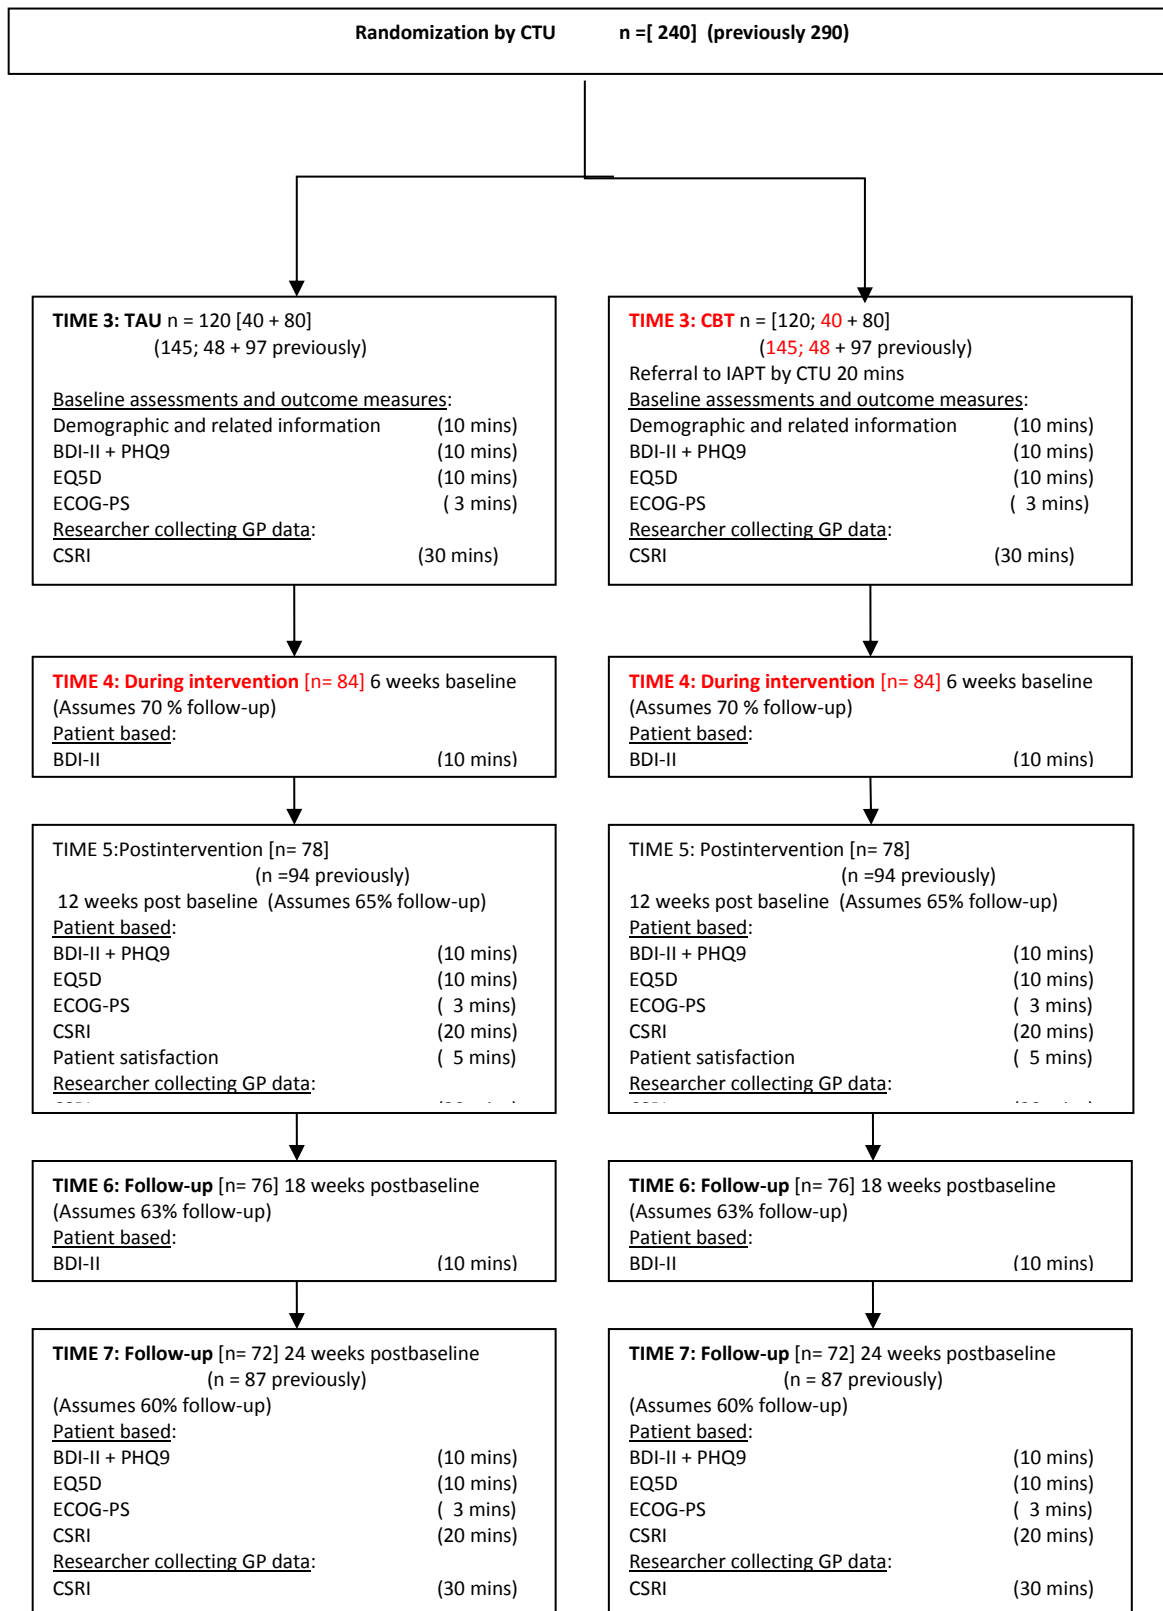 Randomization by CTU n =[ 240] (previously 290)
TIME 3: TAU n = 120 [40 + 80]
(145; 48 + 97 previously)
Baseline assessments and outcome measures:
Demographic and related information (10 mins)
BDI-II + PHQ9 (10 mins)
EQ5D (10 mins)
ECOG-PS ( 3 mins)
Researcher collecting GP data:
CSRI (30 mins)
TIME 3: CBT n = [120; 40 + 80]
(145; 48 + 97 previously)
Referral to IAPT by CTU 20 mins
Baseline assessments and outcome measures:
Demographic and related information (10 mins)
BDI-II + PHQ9 (10 mins)
EQ5D (10 mins)
ECOG-PS ( 3 mins)
Researcher collecting GP data:
CSRI (30 mins)
TIME 4: During intervention [n= 84] 6 weeks baseline
(Assumes 70 % follow-up)
Patient based:
BDI-II (10 mins)
TIME 4: During intervention [n= 84] 6 weeks baseline
(Assumes 70 % follow-up)
Patient based:
BDI-II (10 mins)
TIME 5:Postintervention [n= 78]
(n =94 previously)
12 weeks post baseline (Assumes 65% follow-up)
Patient based:
BDI-II + PHQ9 (10 mins)
EQ5D (10 mins)
ECOG-PS ( 3 mins)
CSRI (20 mins)
Patient satisfaction ( 5 mins)
Researcher collecting GP data:
TIME 5: Postintervention [n= 78]
(n =94 previously)
12 weeks post baseline (Assumes 65% follow-up)
Patient based:
BDI-II + PHQ9 (10 mins)
EQ5D (10 mins)
ECOG-PS ( 3 mins)
CSRI (20 mins)
Patient satisfaction ( 5 mins)
Researcher collecting GP data:
TIME 6: Follow-up [n= 76] 18 weeks postbaseline
(Assumes 63% follow-up)
Patient based:
BDI-II (10 mins)
TIME 6: Follow-up [n= 76] 18 weeks postbaseline
(Assumes 63% follow-up)
Patient based:
BDI-II (10 mins)
TIME 7: Follow-up [n= 72] 24 weeks postbaseline
(n = 87 previously)
(Assumes 60% follow-up)
Patient based:
BDI-II + PHQ9 (10 mins)
EQ5D (10 mins)
ECOG-PS ( 3 mins)
CSRI (20 mins)
Researcher collecting GP data:
CSRI (30 mins)
TIME 7: Follow-up [n= 72] 24 weeks postbaseline
(n = 87 previously)
(Assumes 60% follow-up)
Patient based:
BDI-II + PHQ9 (10 mins)
EQ5D (10 mins)
ECOG-PS ( 3 mins)
CSRI (20 mins)
Researcher collecting GP data:
CSRI (30 mins)